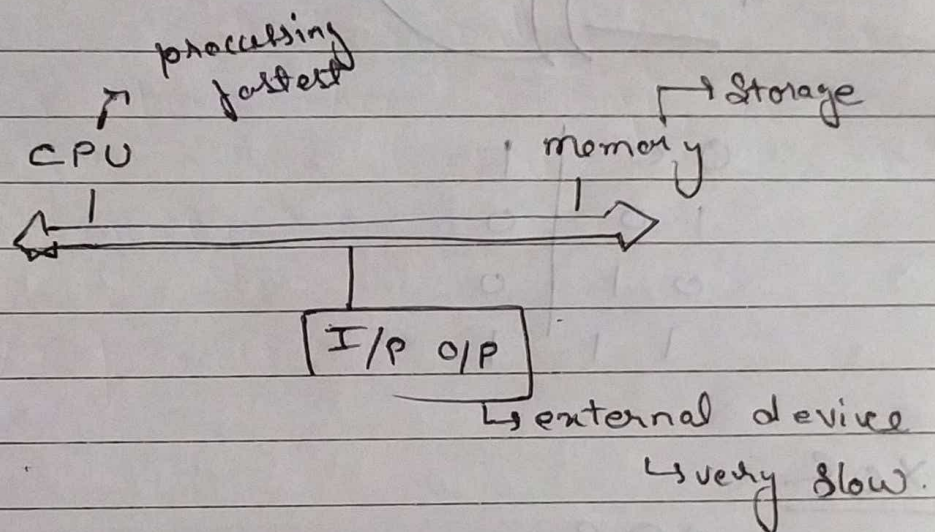 processing
fastest
→ Storage
CPU
memory
I/P O/P
↳ external device
↳ very slow.